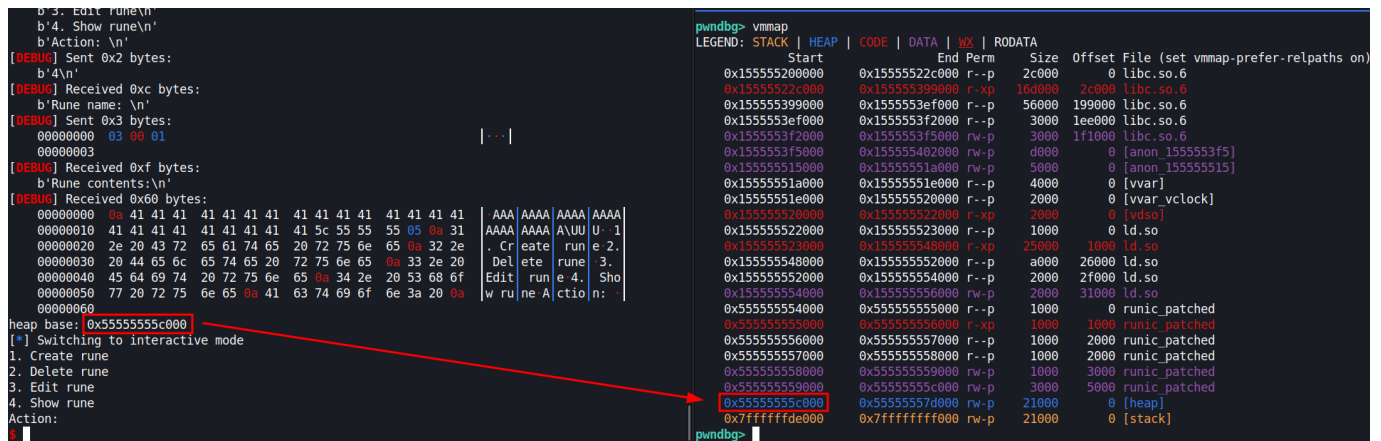 b'3. Edit rune\n'
b'4. Show rune\n'
b'Action: \n'
[DEBUG] Sent 0x2 bytes:
b'4\n'
[DEBUG] Received 0xc bytes:
b'Rune name: \n'
[DEBUG] Sent 0x3 bytes:
00000000  03 00 01  |···|
00000003
[DEBUG] Received 0xf bytes:
b'Rune contents:\n'
[DEBUG] Received 0x60 bytes:
00000000  0a 41 41 41  41 41 41 41  41 41 41 41  41 41 41 41  |·AAA|AAAA|AAAA|AAAA|
00000010  41 41 41 41  41 41 41 41  41 5c 55 55  55 05 0a 31  |AAAA|AAAA|A\UU|U··1|
00000020  2e 20 43 72  65 61 74 65  20 72 75 6e  65 0a 32 2e  |. Cr|eate| run|e·2.|
00000030  20 44 65 6c  65 74 65 20  72 75 6e 65  0a 33 2e 20  | Del|ete |rune|·3. |
00000040  45 64 69 74  20 72 75 6e  65 0a 34 2e  20 53 68 6f  |Edit| run|e·4.| Sho|
00000050  77 20 72 75  6e 65 0a 41  63 74 69 6f  6e 3a 20 0a  |w ru|ne·A|ctio|n: ·|
00000060
heap base: 0x55555555c000
[*] Switching to interactive mode
1. Create rune
2. Delete rune
3. Edit rune
4. Show rune
Action:
$
pwndbg> vmmap
LEGEND: STACK | HEAP | CODE | DATA | WX | RODATA
Start End Perm Size Offset File (set vmmap-prefer-relpaths on)
0x155555200000 0x15555522c000 r--p 2c000 0 libc.so.6
0x15555522c000 0x155555399000 r-xp 16d000 2c000 libc.so.6
0x155555399000 0x1555553ef000 r--p 56000 199000 libc.so.6
0x1555553ef000 0x1555553f2000 r--p 3000 1ee000 libc.so.6
0x1555553f2000 0x1555553f5000 rw-p 3000 1f1000 libc.so.6
0x1555553f5000 0x155555402000 rw-p d000 0 [anon_1555553f5]
0x155555515000 0x15555551a000 rw-p 5000 0 [anon_155555515]
0x15555551a000 0x15555551e000 r--p 4000 0 [vvar]
0x15555551e000 0x155555520000 r--p 2000 0 [vvar_vclock]
0x155555520000 0x155555522000 r-xp 2000 0 [vdso]
0x155555522000 0x155555523000 r--p 1000 0 ld.so
0x155555523000 0x155555548000 r-xp 25000 1000 ld.so
0x155555548000 0x155555552000 r--p a000 26000 ld.so
0x155555552000 0x155555554000 r--p 2000 2f000 ld.so
0x155555554000 0x155555556000 rw-p 2000 31000 ld.so
0x555555554000 0x555555555000 r--p 1000 0 runic_patched
0x555555555000 0x555555556000 r-xp 1000 1000 runic_patched
0x555555556000 0x555555557000 r--p 1000 2000 runic_patched
0x555555557000 0x555555558000 r--p 1000 2000 runic_patched
0x555555558000 0x555555559000 rw-p 1000 3000 runic_patched
0x555555559000 0x55555555c000 rw-p 3000 5000 runic_patched
0x55555555c000 0x55555557d000 rw-p 21000 0 [heap]
0x7ffffffde000 0x7ffffffff000 rw-p 21000 0 [stack]
pwndbg>